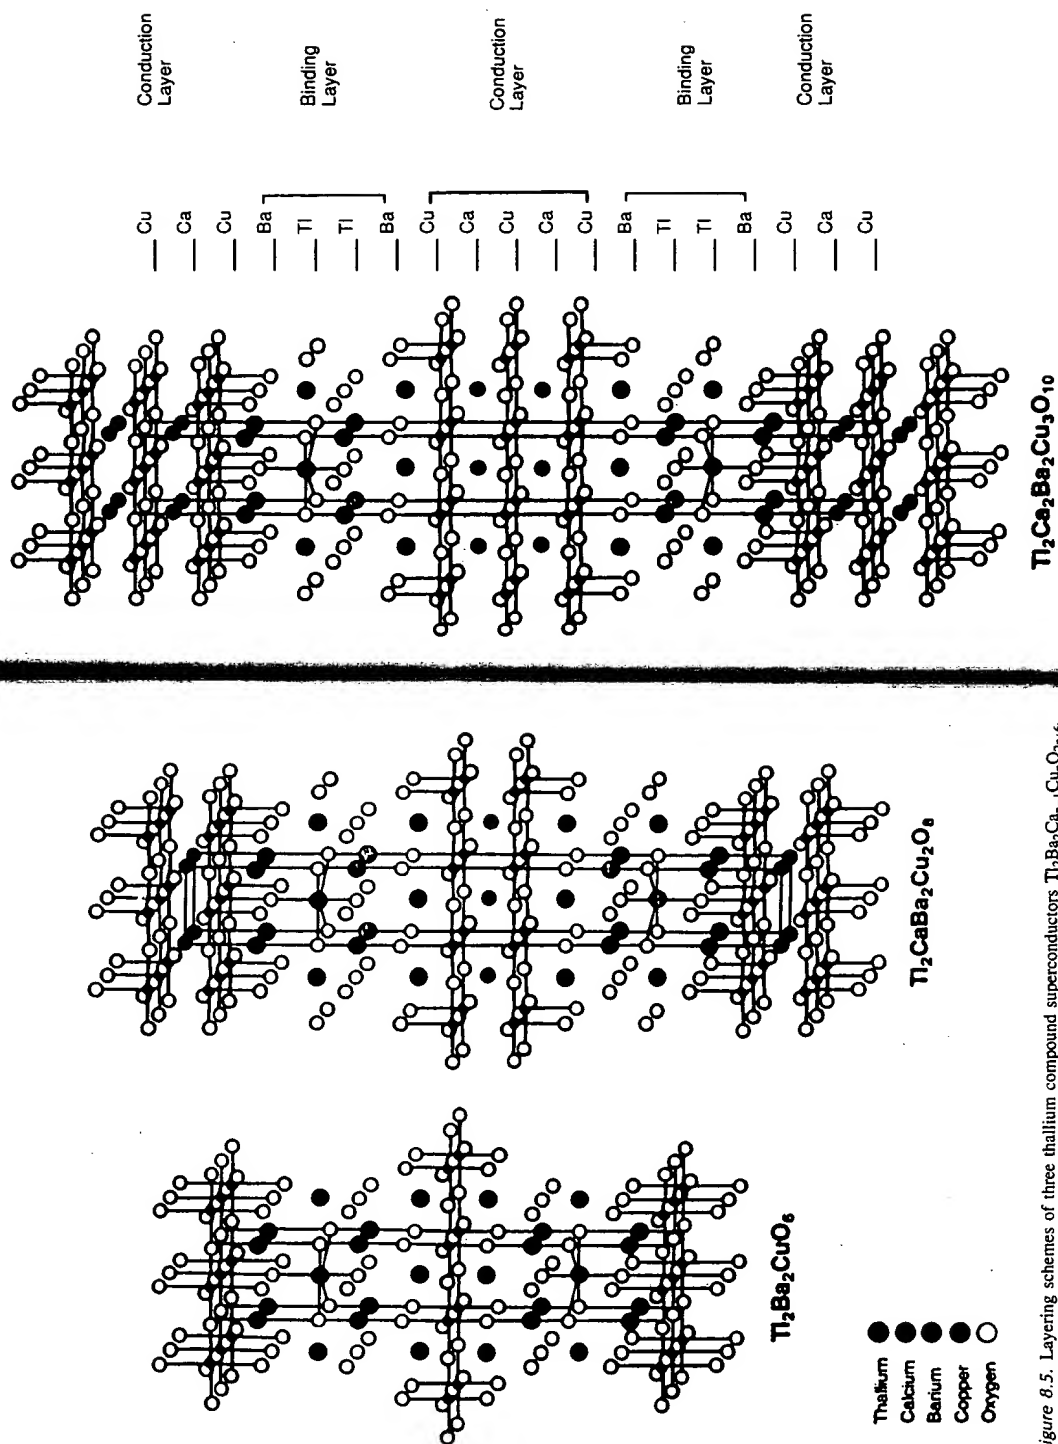 Conduction
Layer
Binding
Layer
Conduction
Layer
Binding
Layer
Conduction
Layer
Cu
Ca
Cu
Ba
Tl
Tl
Ba
Cu
Ca
Cu
Ca
Cu
Ba
Tl
Tl
Ba
Cu
Ca
Cu
Tl₂Ca₂Ba₂Cu₃O₁₀
Tl₂CaBa₂Cu₂O₈
Tl₂Ba₂CuO₆
Thallium
Calcium
Barium
Copper
Oxygen
igure 8.5. Layering schemes of three thallium compound superconductors